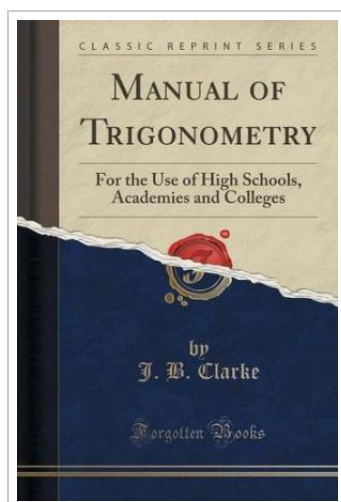 CLASSIC REPRINT SERIES
MANUAL OF
TRIGONOMETRY
For the Use of High Schools,
Academies and Colleges
by
J. B. Clarke
Forgotten Books